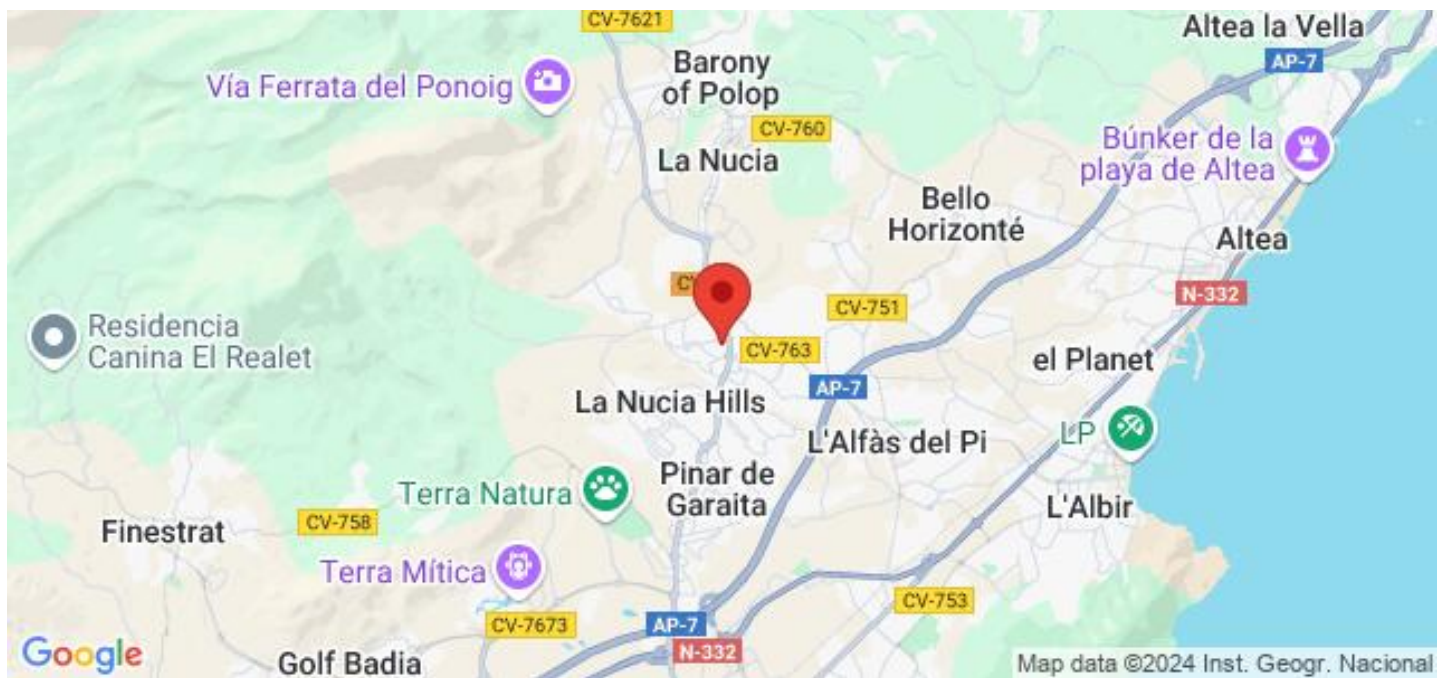 CV-7621
Altea la Vella
AP-7
Barony
of Polop
Vía Ferrata del Ponoig
CV-760
Búnker de la
playa de Altea
La Nucia
Bello
Horizonté
Altea
N-332
CV-751
Residencia
Canina El Realet
CV-763
el Planet
AP-7
La Nucia Hills
L'Alfàs del Pi
LP
Pinar de
Garaita
Terra Natura
L'Albir
CV-758
Finestrat
Terra Mítica
CV-753
CV-7673
AP-7
N-332
Google
Golf Badia
Map data ©2024 Inst. Geogr. Nacional